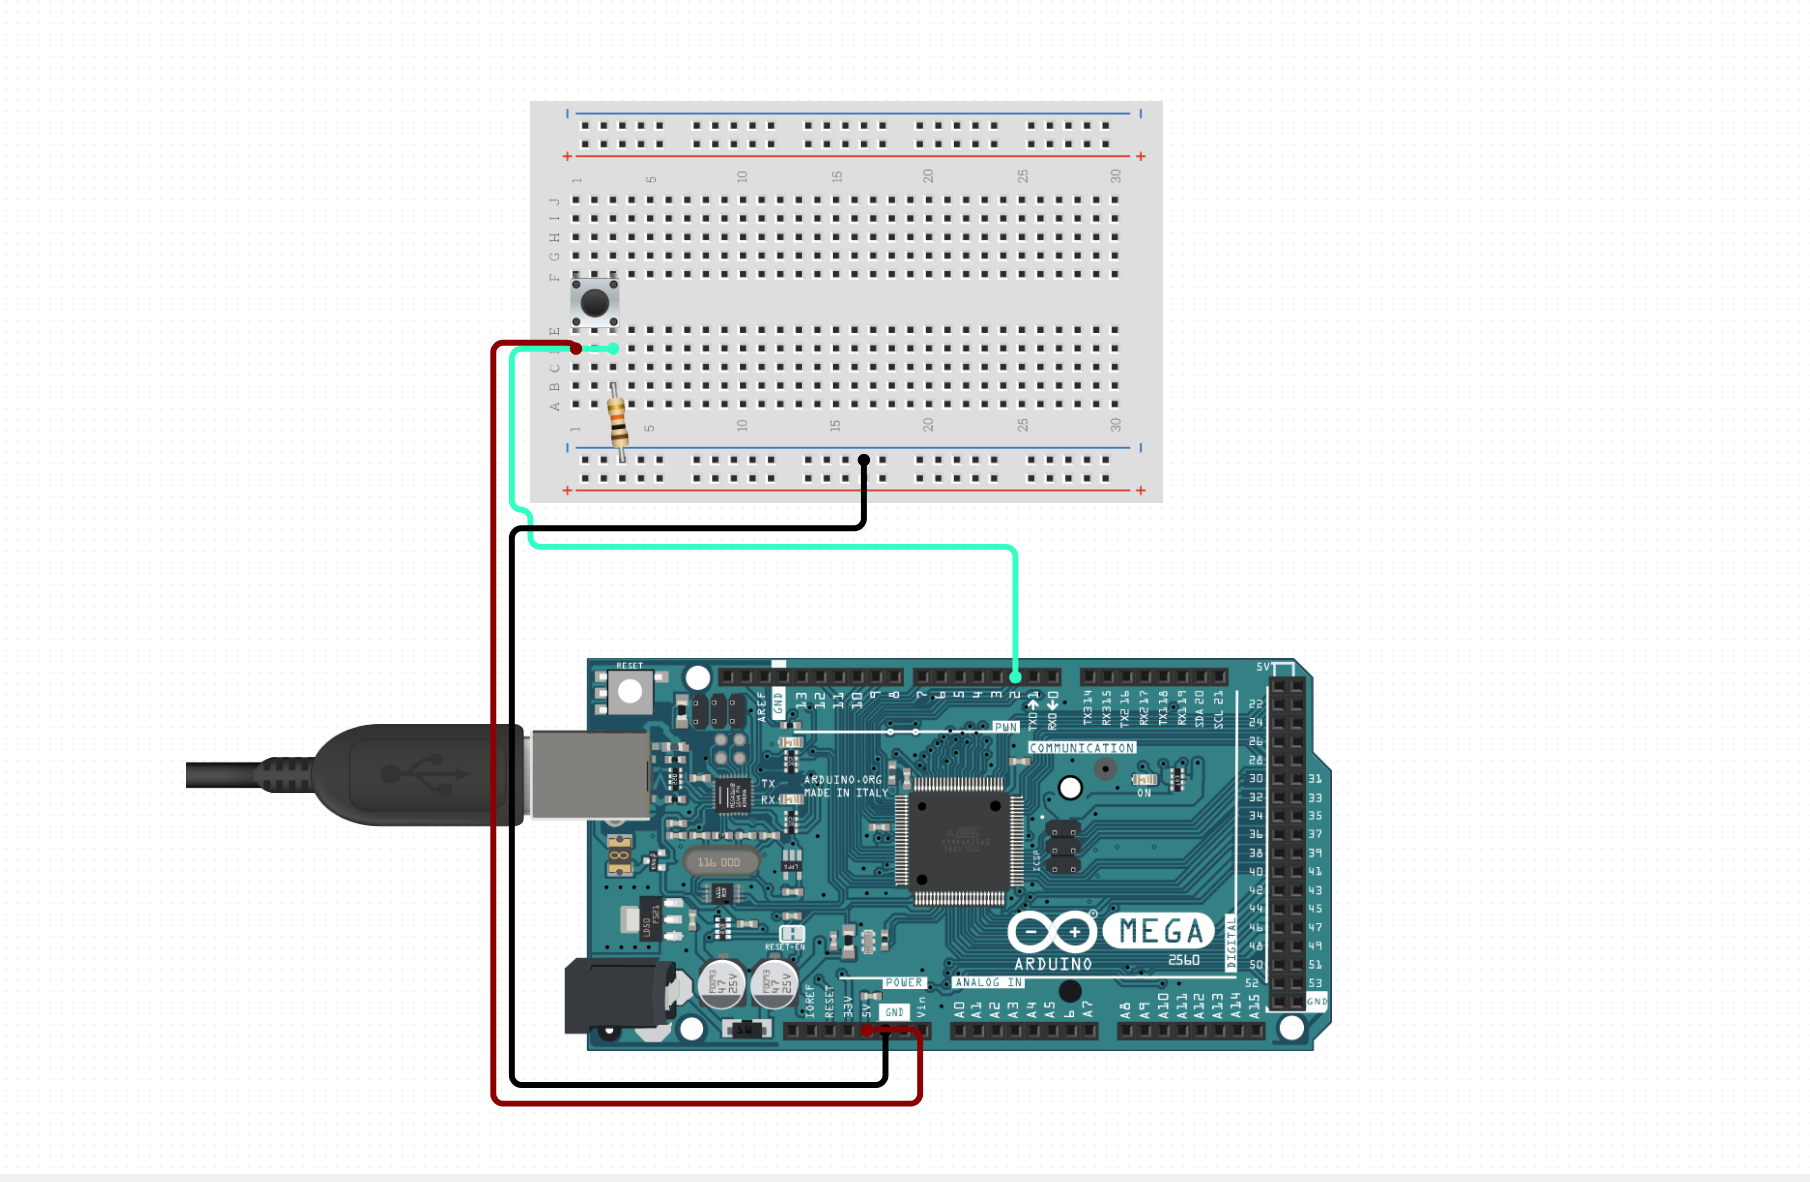 1 5 10 15 20 25 30
J
I
H
G
F
E
C
B
A
1 5 10 15 20 25 30
RESET
5V
AREF GND 13 12 11 10 9 8 7 6 5 4 3 2 1 0 TX3 14 RX3 15 TX2 16 RX2 17 TX1 18 RX1 19 SDA 20 SCL 21
TX0 RX0
PWN
COMMUNICATION
22
24
26
28
30 31
32 33
34 35
36 37
38 39
40 41
42 43
44 45
46 47
48 49
50 51
52 53
GND
ARDUINO.ORG
MADE IN ITALY
TX
RX
ON
ICSP
116 000
RESET-EN
47
25V
47
25V
MEGA
2560
ARDUINO
DIGITAL
POWER
ANALOG IN
IOREF RESET 3.3V 5V GND Vin A0 A1 A2 A3 A4 A5 6 A7 A8 A9 A10 A11 A12 A13 A14 A15